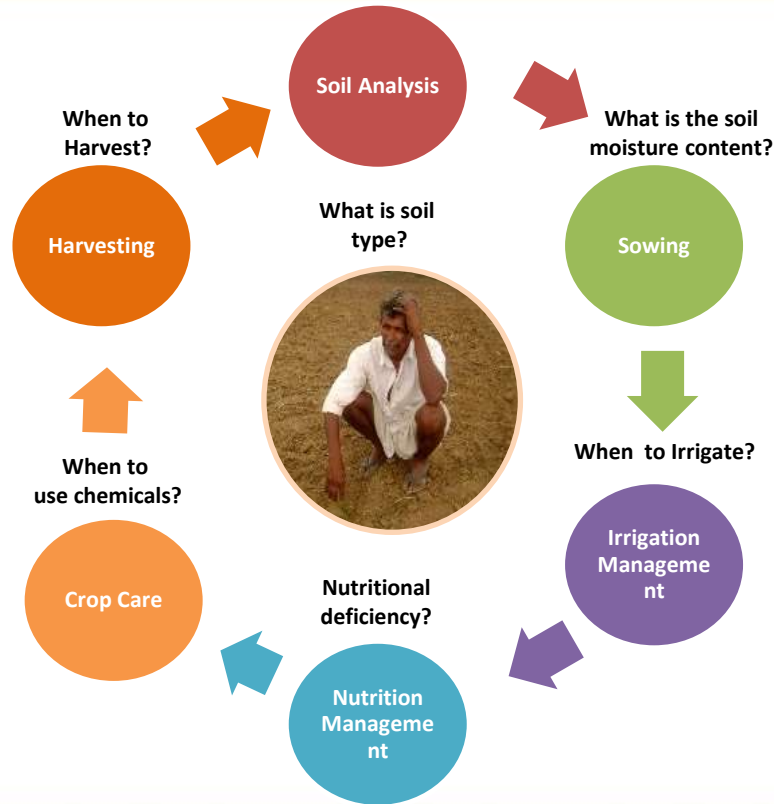 Soil Analysis
What is soil
type?
What is the soil
moisture content?
Sowing
When  to Irrigate?
Irrigation
Manageme
nt
Nutritional
deficiency?
Nutrition
Manageme
nt
When to
use chemicals?
Crop Care
When to
Harvest?
Harvesting